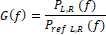 G(f) = P_{L,R}(f) / P_{ref L,R}(f)